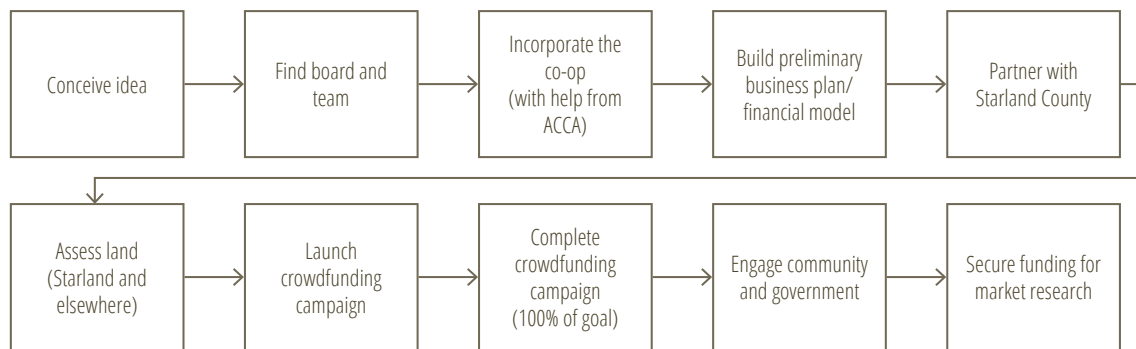 Conceive idea
Find board and
team
Incorporate the
co-op
(with help from
ACCA)
Build preliminary
business plan/
financial model
Partner with
Starland County
Assess land
(Starland and
elsewhere)
Launch
crowdfunding
campaign
Complete
crowdfunding
campaign
(100% of goal)
Engage community
and government
Secure funding for
market research